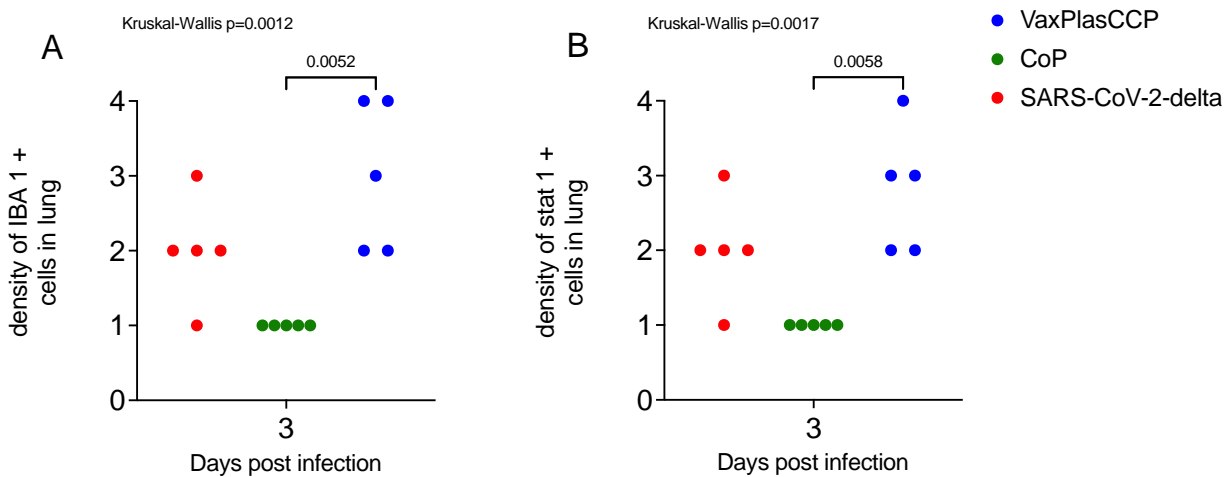 Kruskal-Wallis p=0.0012
A
0.0052
4
3
2
1
0
density of IBA 1 +
cells in lung
3
Days post infection
Kruskal-Wallis p=0.0017
B
0.0058
4
3
2
1
0
density of stat 1 +
cells in lung
3
Days post infection
VaxPlasCCP
CoP
SARS-CoV-2-delta